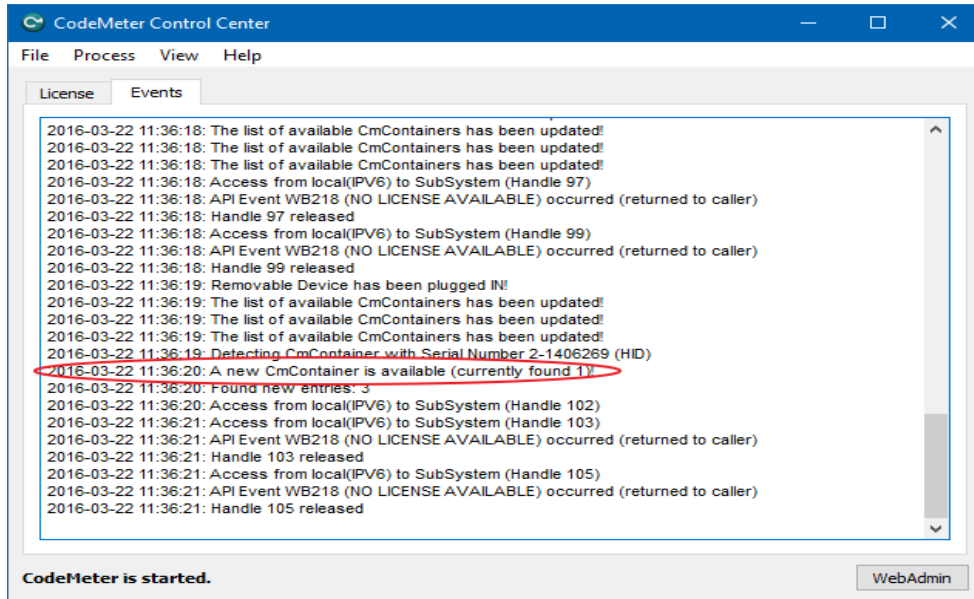 CodeMeter Control Center
File Process View Help
License Events
2016-03-22 11:36:18: The list of available CmContainers has been updated!
2016-03-22 11:36:18: The list of available CmContainers has been updated!
2016-03-22 11:36:18: The list of available CmContainers has been updated!
2016-03-22 11:36:18: Access from local(IPV6) to SubSystem (Handle 97)
2016-03-22 11:36:18: API Event WB218 (NO LICENSE AVAILABLE) occurred (returned to caller)
2016-03-22 11:36:18: Handle 97 released
2016-03-22 11:36:18: Access from local(IPV6) to SubSystem (Handle 99)
2016-03-22 11:36:18: API Event WB218 (NO LICENSE AVAILABLE) occurred (returned to caller)
2016-03-22 11:36:18: Handle 99 released
2016-03-22 11:36:19: Removable Device has been plugged IN!
2016-03-22 11:36:19: The list of available CmContainers has been updated!
2016-03-22 11:36:19: The list of available CmContainers has been updated!
2016-03-22 11:36:19: The list of available CmContainers has been updated!
2016-03-22 11:36:19: Detecting CmContainer with Serial Number 2-1406269 (HID)
2016-03-22 11:36:20: A new CmContainer is available (currently found 1)!
2016-03-22 11:36:20: Found new entries: 3
2016-03-22 11:36:20: Access from local(IPV6) to SubSystem (Handle 102)
2016-03-22 11:36:21: Access from local(IPV6) to SubSystem (Handle 103)
2016-03-22 11:36:21: API Event WB218 (NO LICENSE AVAILABLE) occurred (returned to caller)
2016-03-22 11:36:21: Handle 103 released
2016-03-22 11:36:21: Access from local(IPV6) to SubSystem (Handle 105)
2016-03-22 11:36:21: API Event WB218 (NO LICENSE AVAILABLE) occurred (returned to caller)
2016-03-22 11:36:21: Handle 105 released
CodeMeter is started.
WebAdmin